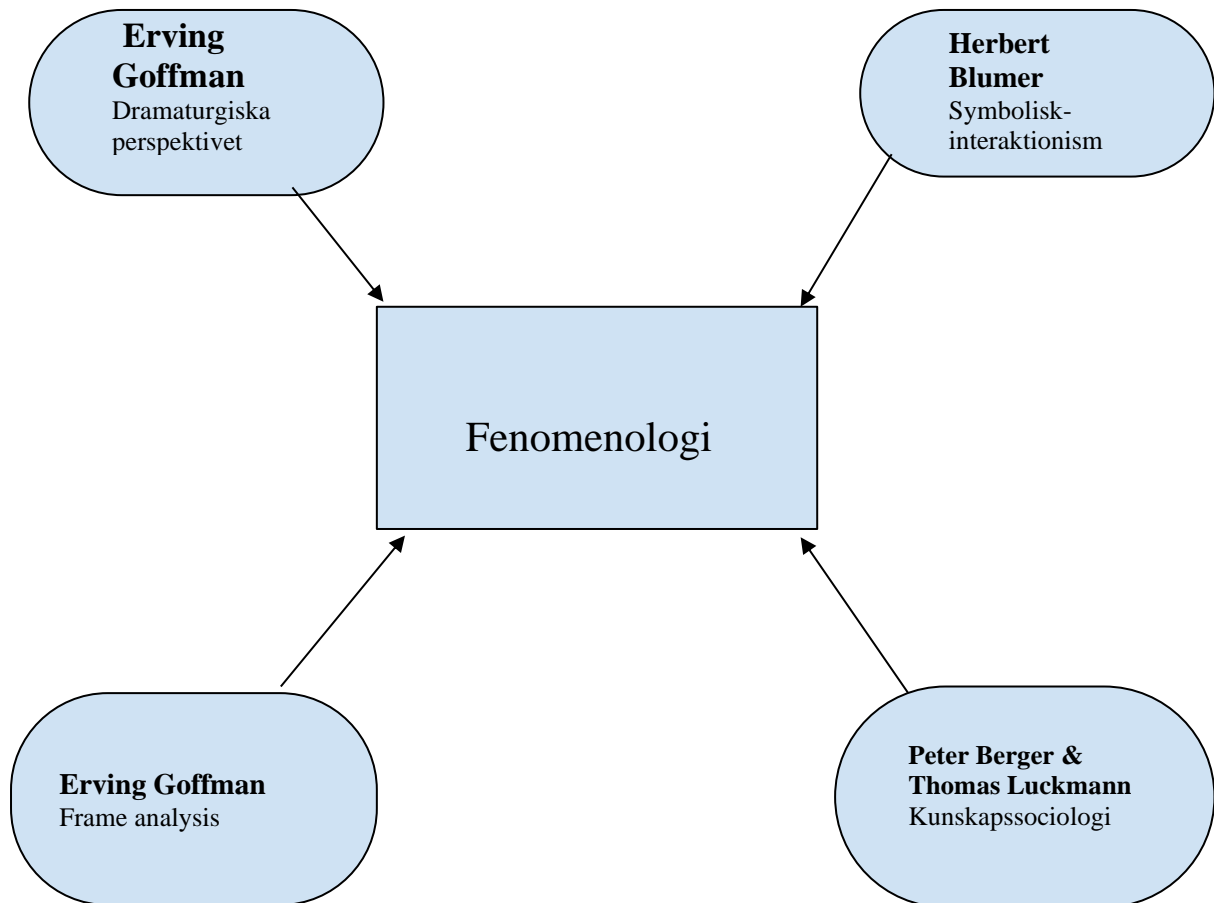 Erving
Goffman
Dramaturgiska
perspektivet
Herbert
Blumer
Symbolisk-
interaktionism
Fenomenologi
Erving Goffman
Frame analysis
Peter Berger &
Thomas Luckmann
Kunskapssociologi